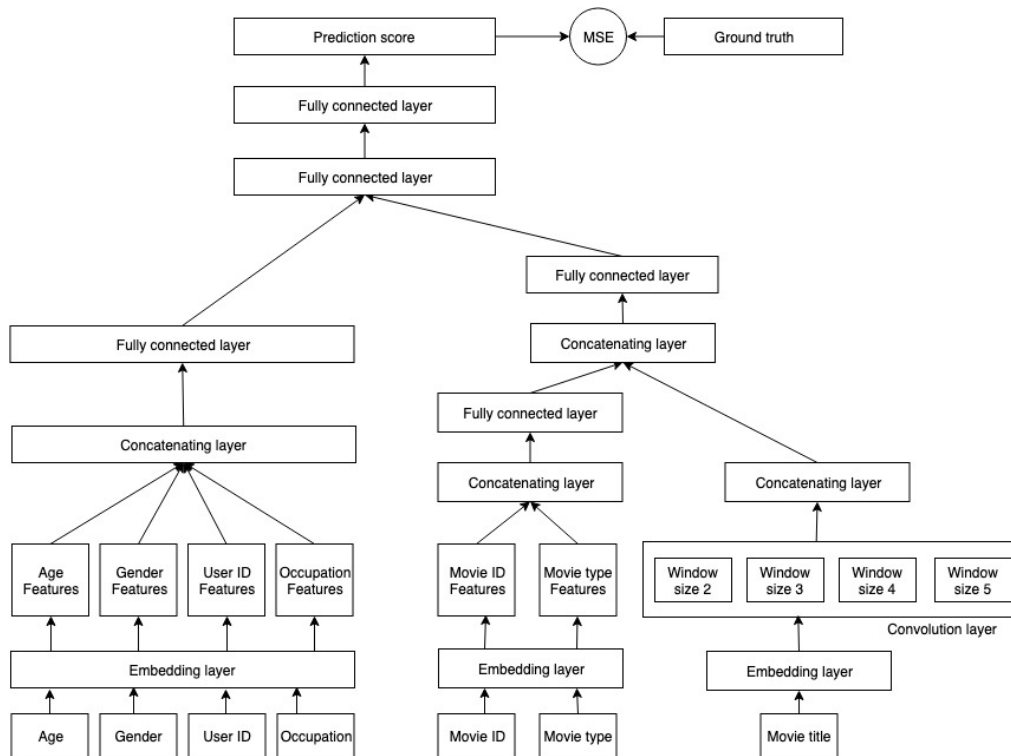 Prediction score
MSE
Ground truth
Fully connected layer
Fully connected layer
Fully connected layer
Fully connected layer
Concatenating layer
Fully connected layer
Concatenating layer
Concatenating layer
Concatenating layer
Age
Features
Gender
Features
User ID
Features
Occupation
Features
Movie ID
Features
Movie type
Features
Window
size 2
Window
size 3
Window
size 4
Window
size 5
Convolution layer
Embedding layer
Embedding layer
Embedding layer
Age
Gender
User ID
Occupation
Movie ID
Movie type
Movie title